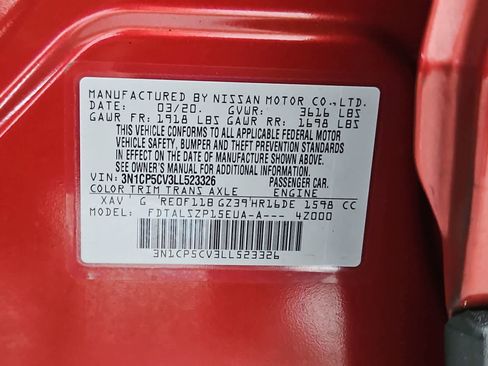 MANUFACTURED BY NISSAN MOTOR CO.,LTD.
DATE: 03/20. GVWR: 3616 LBS
GAWR FR: 1918 LBS GAWR RR: 1698 LBS
THIS VEHICLE CONFORMS TO ALL APPLICABLE FEDERAL MOTOR
VEHICLE SAFETY, BUMPER AND THEFT PREVENTION STANDARDS
IN EFFECT ON THE DATE OF MANUFACTURE SHOWN ABOVE.
SEE OWNER'S MANUAL FOR ADDITIONAL INFORMATION.
VIN: 3N1CP5CV3LL523326 PASSENGER CAR.
COLOR TRIM TRANS AXLE ENGINE
XAV ' G 'RE0F11B GZ39'HR16DE 1598 CC
MODEL: FDTALSZP15EUA-A--- 4Z000
3N1CP5CV3LL523326